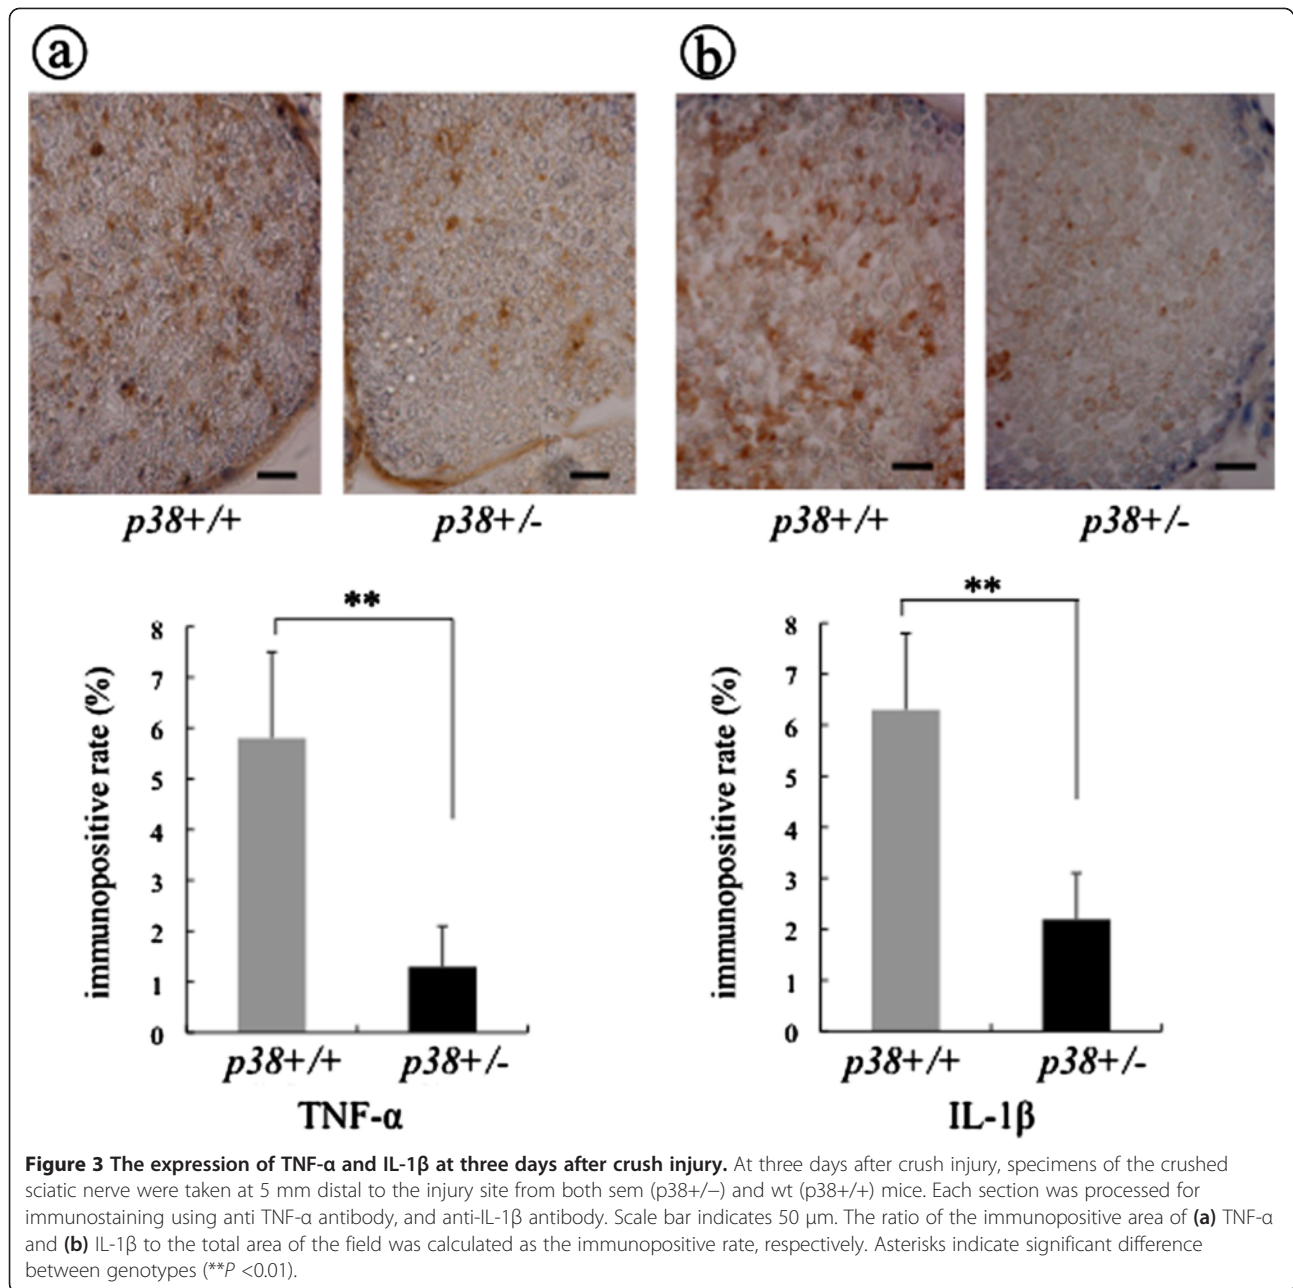 a
b
p38+/+
p38+/-
p38+/+
p38+/-
**
8
7
6
5
4
3
2
1
0
immunopositive rate (%)
p38+/+
p38+/-
TNF-α
**
8
7
6
5
4
3
2
1
0
immunopositive rate (%)
p38+/+
p38+/-
IL-1β
Figure 3 The expression of TNF-α and IL-1β at three days after crush injury. At three days after crush injury, specimens of the crushed
sciatic nerve were taken at 5 mm distal to the injury site from both sem (p38+/−) and wt (p38+/+) mice. Each section was processed for
immunostaining using anti TNF-α antibody, and anti-IL-1β antibody. Scale bar indicates 50 μm. The ratio of the immunopositive area of (a) TNF-α
and (b) IL-1β to the total area of the field was calculated as the immunopositive rate, respectively. Asterisks indicate significant difference
between genotypes (**P <0.01).